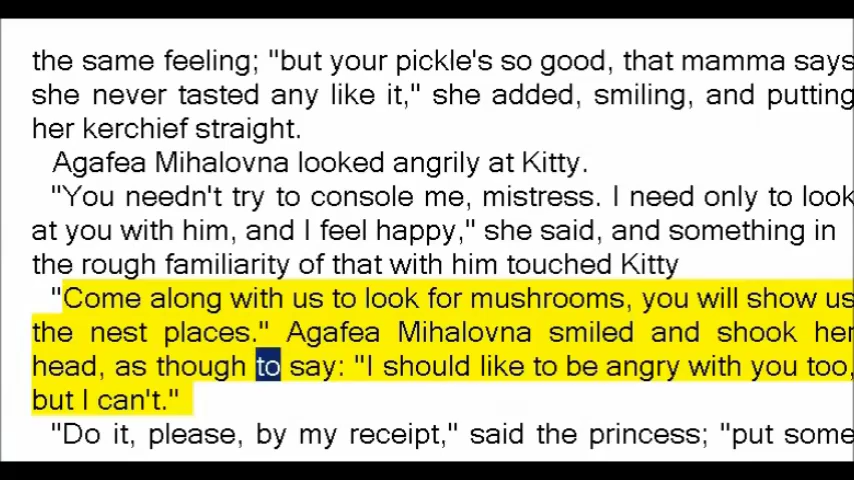 the same feeling; "but your pickle's so good, that mamma says
she never tasted any like it," she added, smiling, and putting
her kerchief straight.
Agafea Mihalovna looked angrily at Kitty.
"You needn't try to console me, mistress. I need only to look
at you with him, and I feel happy," she said, and something in
the rough familiarity of that with him touched Kitty
"Come along with us to look for mushrooms, you will show us
the nest places." Agafea Mihalovna smiled and shook her
head, as though to say: "I should like to be angry with you too,
but I can't."
"Do it, please, by my receipt," said the princess; "put some